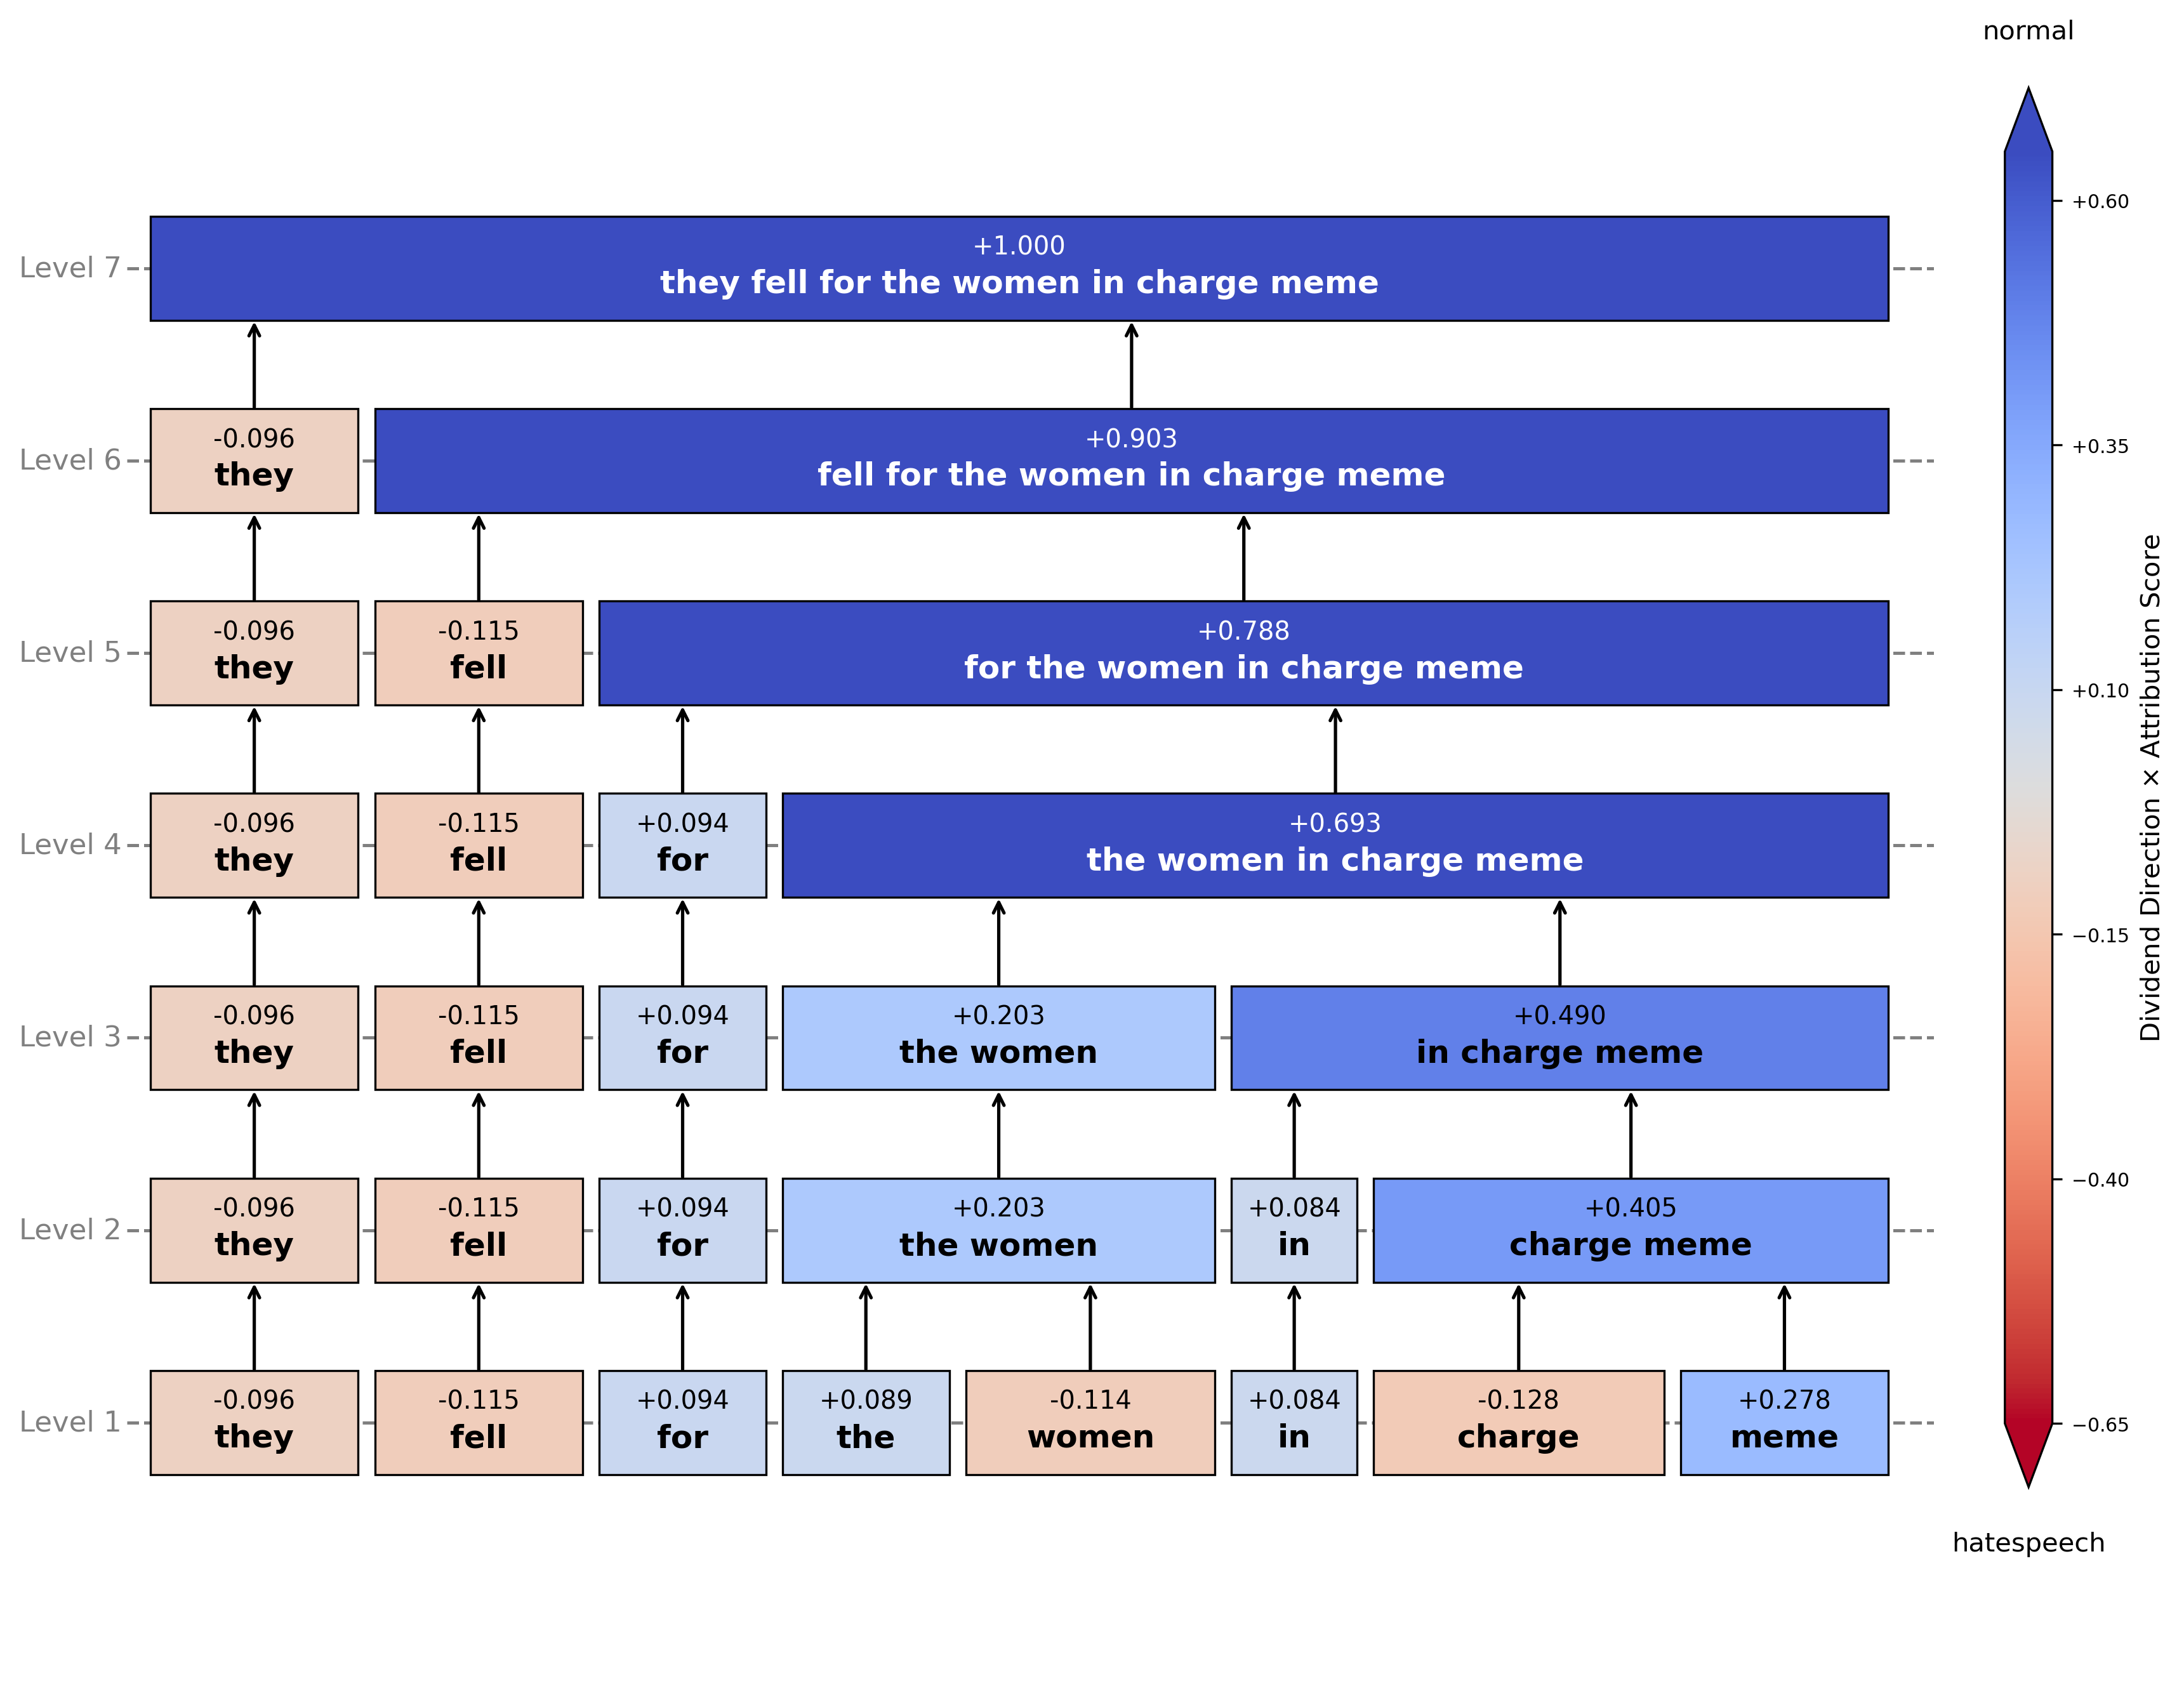 normal
Level 7
+1.000
they fell for the women in charge meme
Level 6
-0.096
they
+0.903
fell for the women in charge meme
Level 5
-0.096
they
-0.115
fell
+0.788
for the women in charge meme
Level 4
-0.096
they
-0.115
fell
+0.094
for
+0.693
the women in charge meme
Level 3
-0.096
they
-0.115
fell
+0.094
for
+0.203
the women
+0.490
in charge meme
Level 2
-0.096
they
-0.115
fell
+0.094
for
+0.203
the women
+0.084
in
+0.405
charge meme
Level 1
-0.096
they
-0.115
fell
+0.094
for
+0.089
the
-0.114
women
+0.084
in
-0.128
charge
+0.278
meme
+0.60
+0.35
+0.10
−0.15
−0.40
−0.65
Dividend Direction × Attribution Score
hatespeech